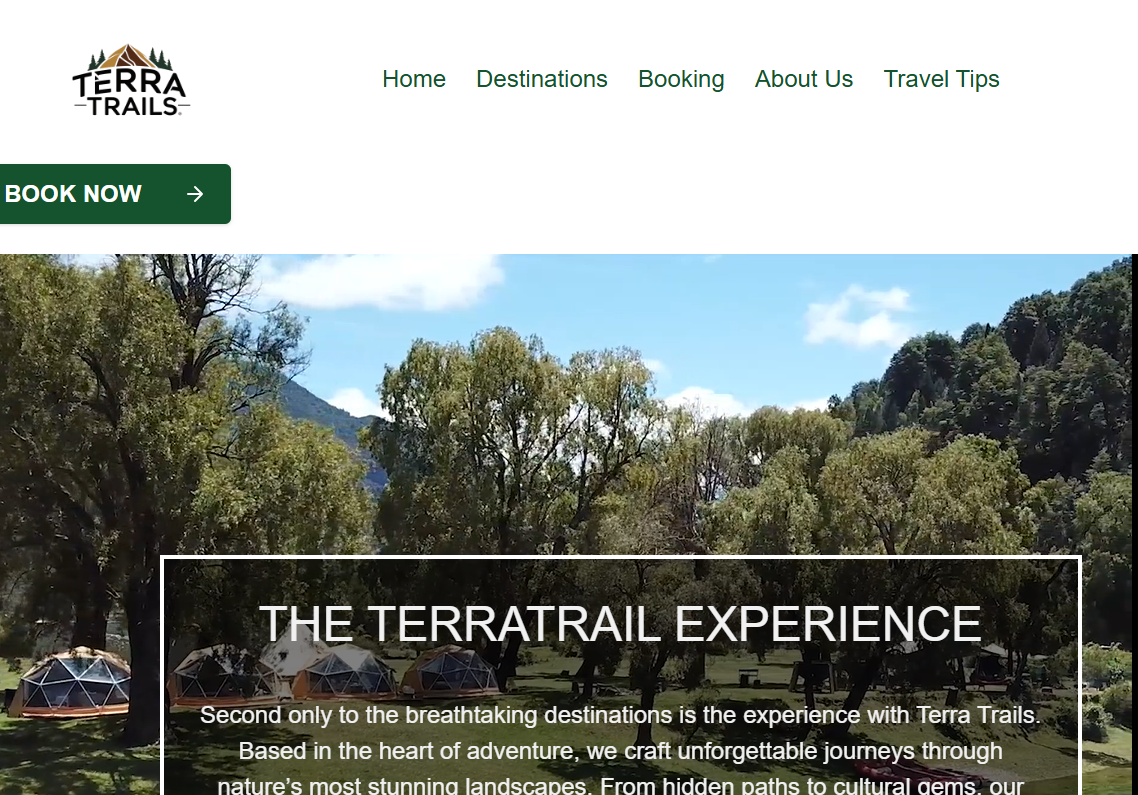 TERRA
TRAILS
Home Destinations Booking About Us Travel Tips
BOOK NOW
THE TERRATRAIL EXPERIENCE
Second only to the breathtaking destinations is the experience with Terra Trails.
Based in the heart of adventure, we craft unforgettable journeys through
nature’s most stunning landscapes. From hidden paths to cultural gems, our